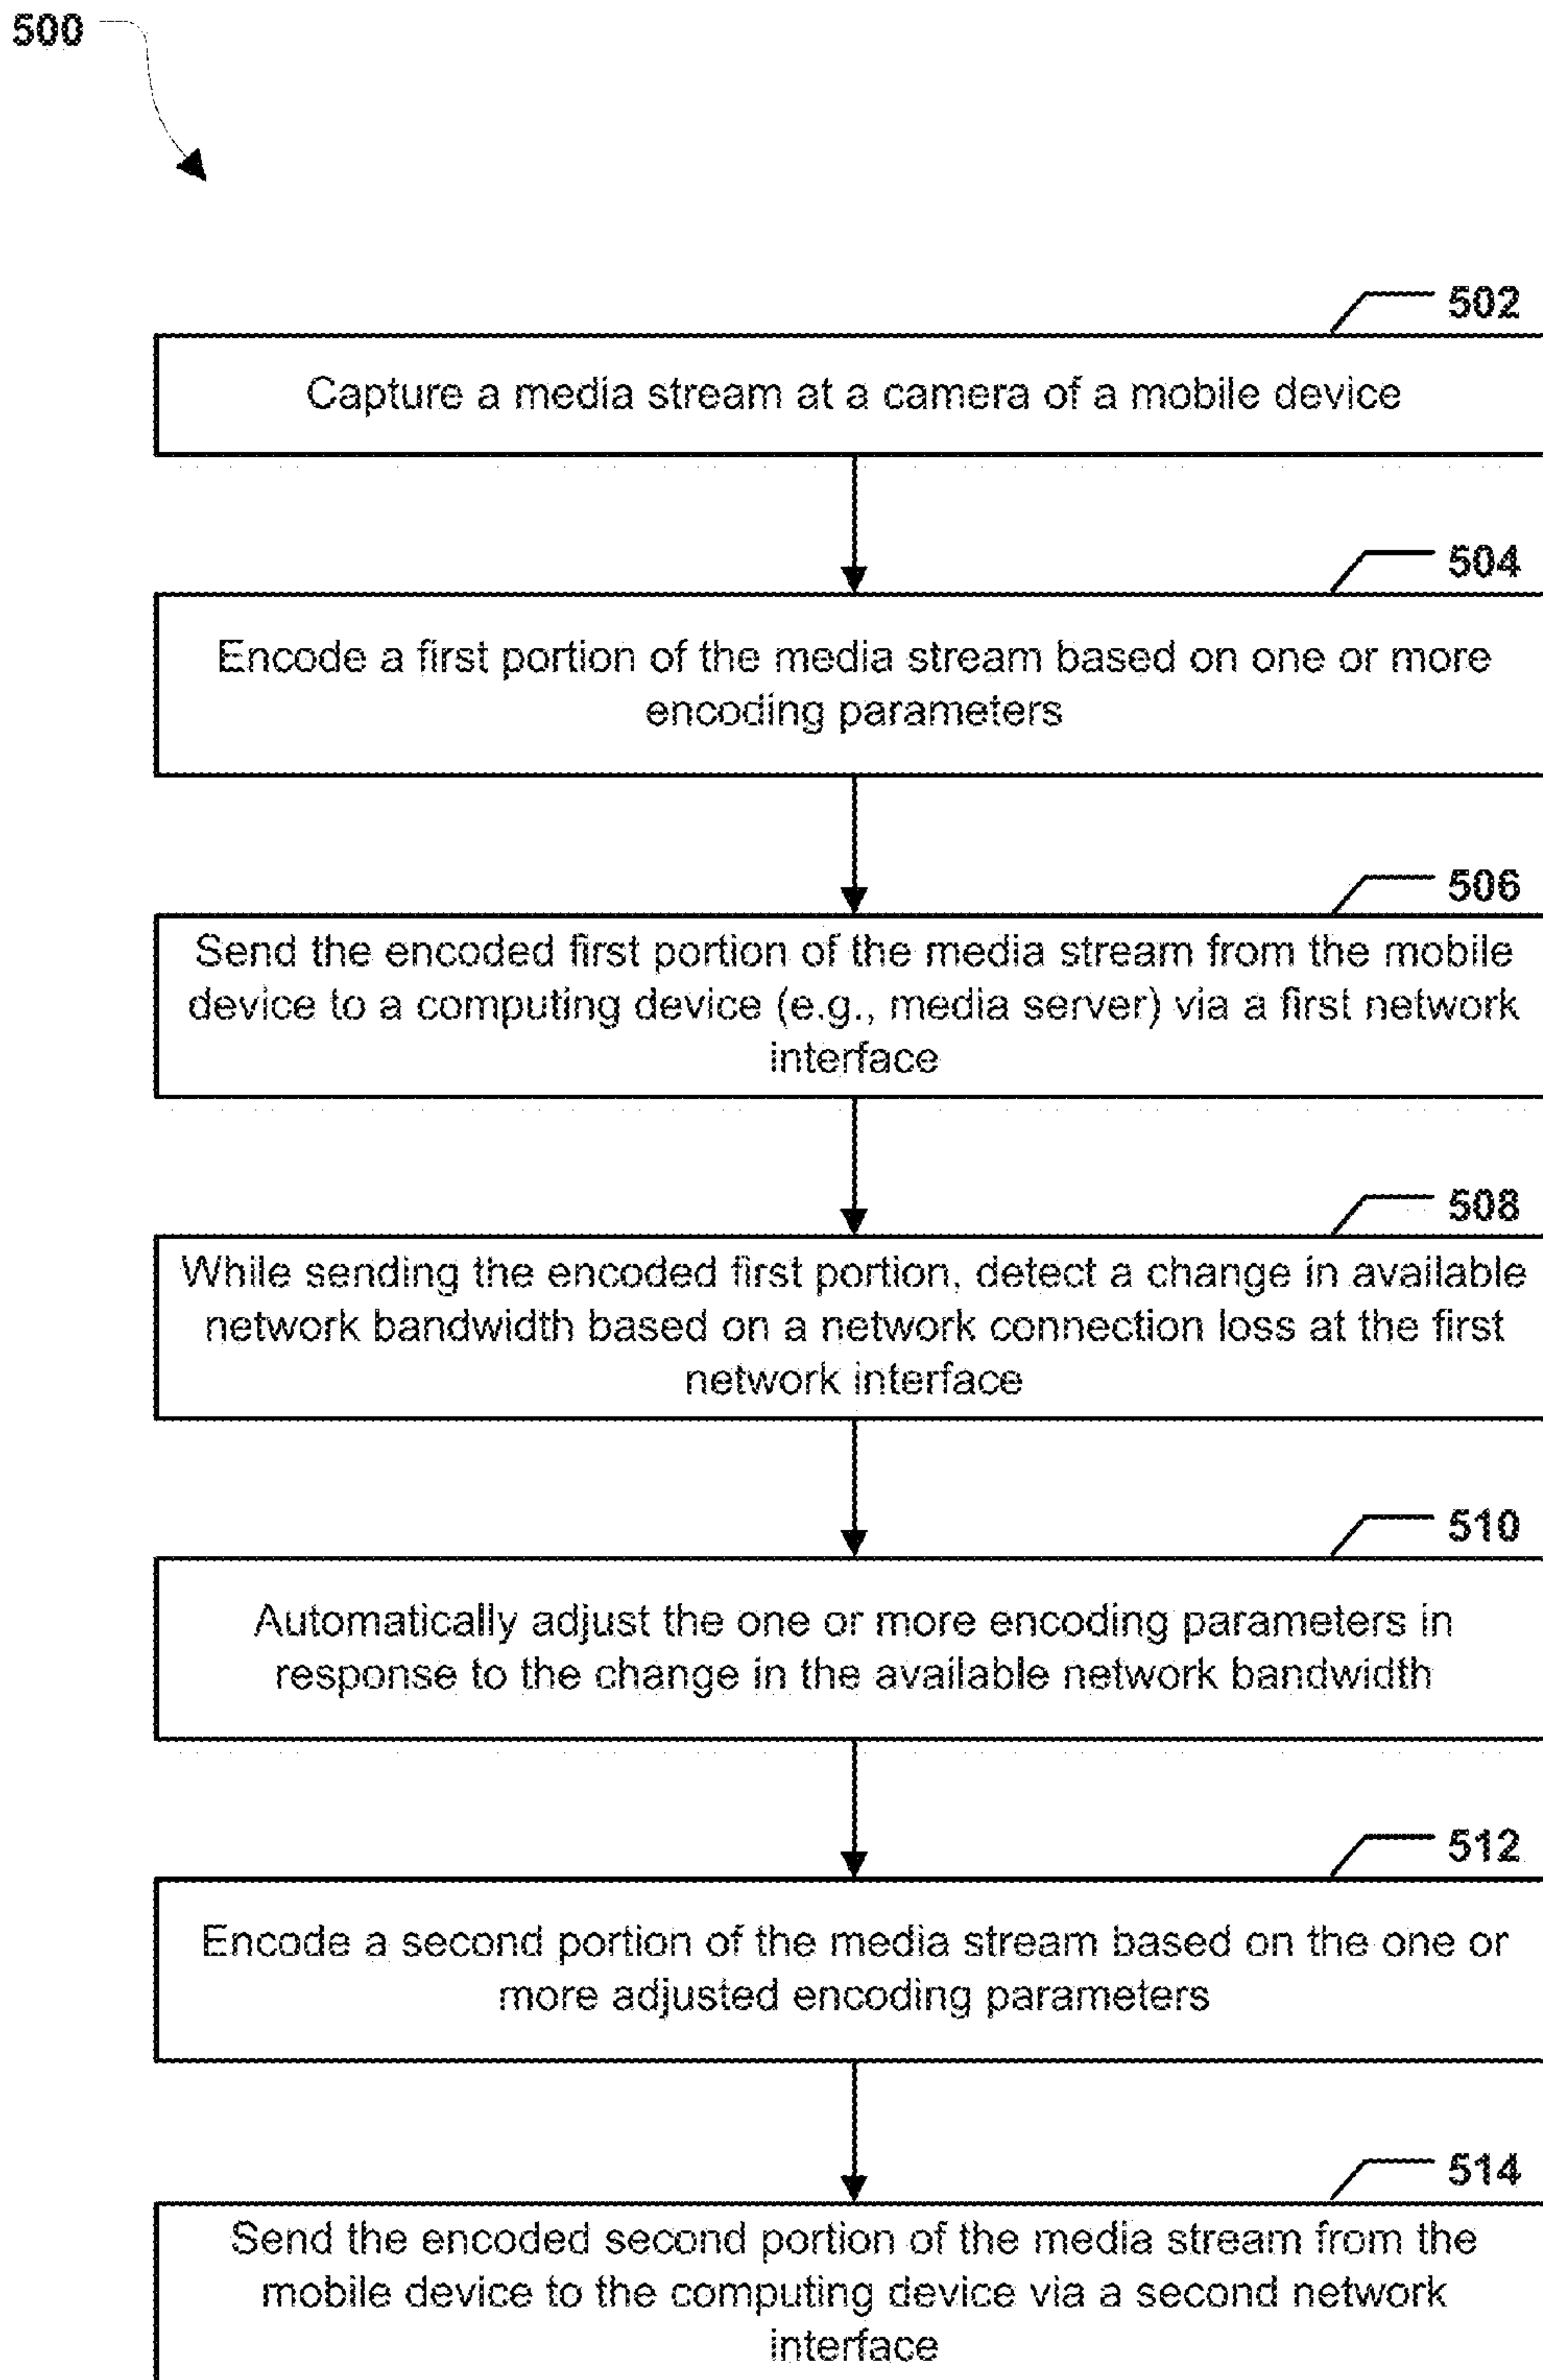 500
502
Capture a media stream at a camera of a mobile device
504
Encode a first portion of the media stream based on one or more
encoding parameters
506
Send the encoded first portion of the media stream from the mobile
device to a computing device (e.g., media server) via a first network
interface
508
While sending the encoded first portion, detect a change in available
network bandwidth based on a network connection loss at the first
network interface
510
Automatically adjust the one or more encoding parameters in
response to the change in the available network bandwidth
512
Encode a second portion of the media stream based on the one or
more adjusted encoding parameters
514
Send the encoded second portion of the media stream from the
mobile device to the computing device via a second network
interface